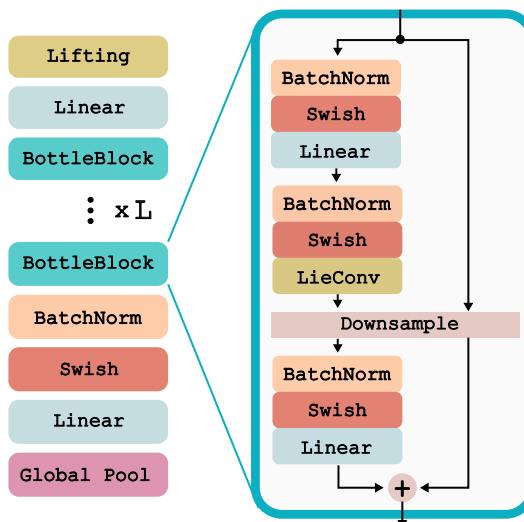 Lifting
Linear
BottleBlock
⋮ xL
BottleBlock
BatchNorm
Swish
Linear
Global Pool
BatchNorm
Swish
Linear
BatchNorm
Swish
LieConv
Downsample
BatchNorm
Swish
Linear
+